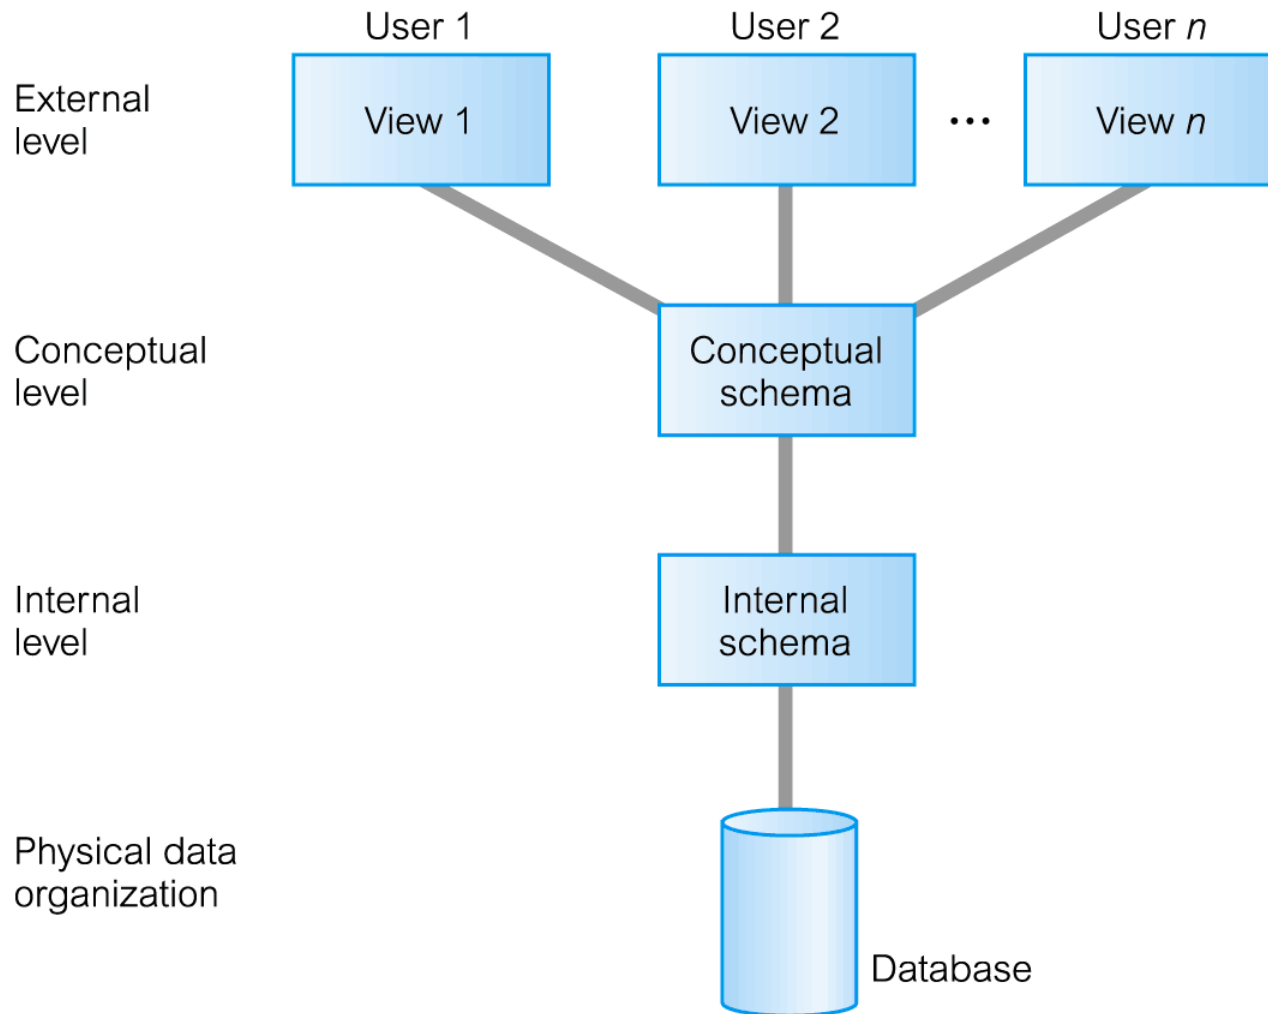 User 1
User 2
User n
External
level
View 1
View 2
...
View n
Conceptual
level
Conceptual
schema
Internal
level
Internal
schema
Physical data
organization
Database